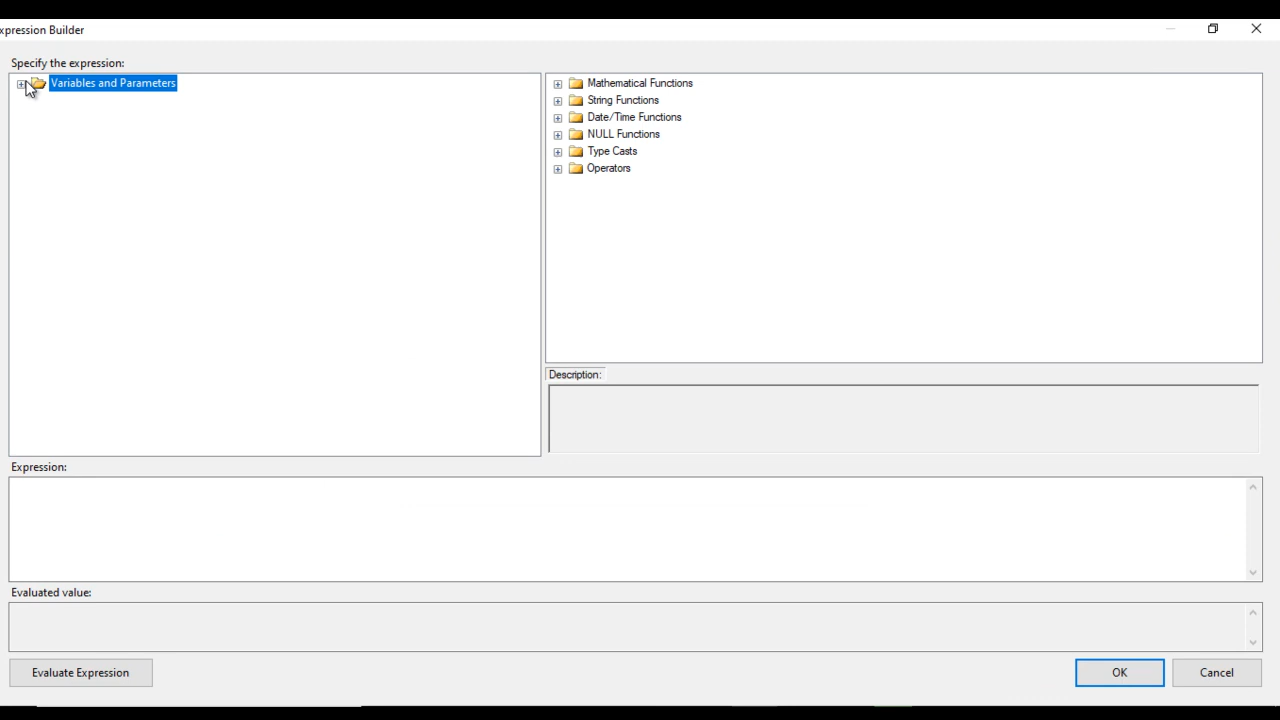 xpression Builder
Specify the expression:
Variables and Parameters
Mathematical Functions
String Functions
Date/Time Functions
NULL Functions
Type Casts
Operators
Description:
Expression:
Evaluated value:
Evaluate Expression
OK
Cancel